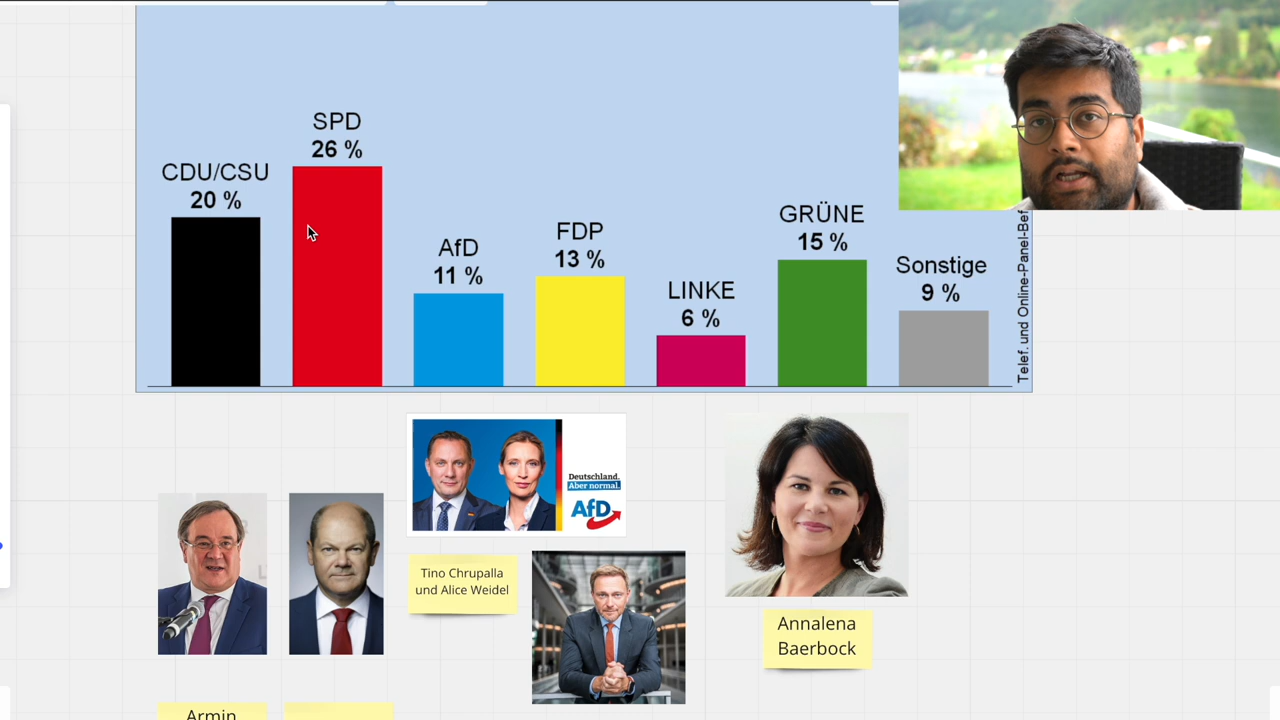 CDU/CSU
20 %
SPD
26 %
AfD
11 %
FDP
13 %
LINKE
6 %
GRÜNE
15 %
Sonstige
9 %
Telef. und Online-Panel-Bef
Deutschland.
Aber normal.
AfD
Tino Chrupalla
und Alice Weidel
Annalena
Baerbock
Armin